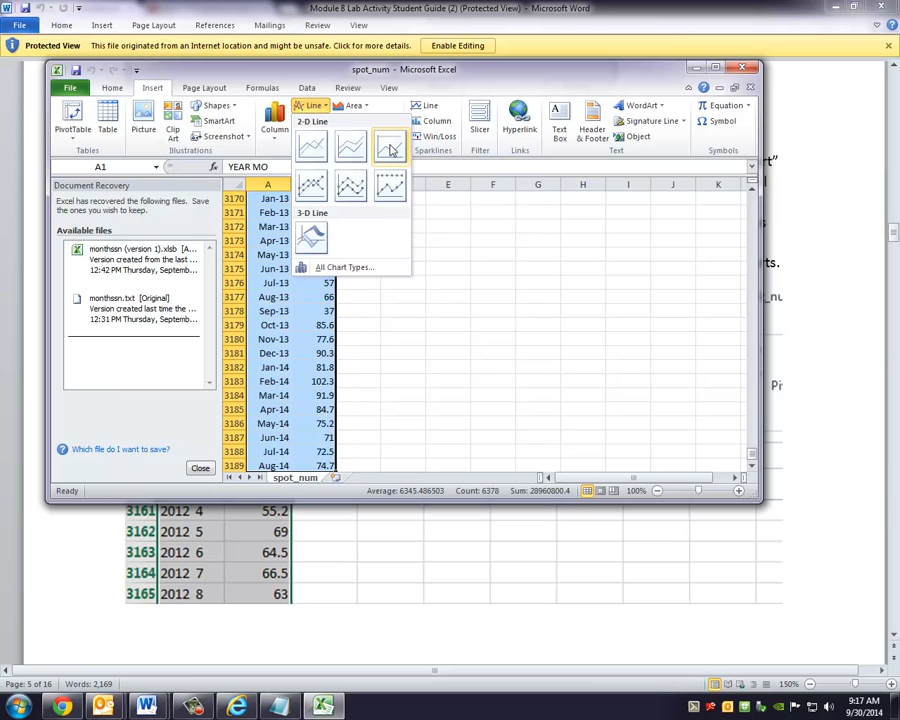 Module 8 Lab Activity Student Guide (2) (Protected View) - Microsoft Word
File Home Insert Page Layout References Mailings Review View
Protected View This file originated from an Internet location and might be unsafe. Click for more details. Enable Editing
spot_num - Microsoft Excel
File Home Insert Page Layout Formulas Data Review View
PivotTable Table Picture Clip Art Shapes SmartArt Screenshot Column Line Area Line Column Win/Loss Slicer Hyperlink Text Box Header & Footer WordArt Signature Line Object Equation Symbol
Tables Illustrations Sparklines Filter Links Text Symbols
A1 YEAR MO
2-D Line
3-D Line
All Chart Types...
Document Recovery
Excel has recovered the following files. Save the ones you wish to keep.
Available files
monthssn (version 1).xlsb [A...
Version created from the last ...
12:42 PM Thursday, Septemb...
monthssn.txt [Original]
Version created last time the ...
12:31 PM Thursday, Septemb...
Which file do I want to save?
Close
A E F G H I J K L
3170 Jan-13
3171 Feb-13
3172 Mar-13
3173 Apr-13
3174 May-13
3175 Jun-13
3176 Jul-13 57
3177 Aug-13 66
3178 Sep-13 37
3179 Oct-13 85.6
3180 Nov-13 77.6
3181 Dec-13 90.3
3182 Jan-14 81.8
3183 Feb-14 102.3
3184 Mar-14 91.9
3185 Apr-14 84.7
3186 May-14 75.2
3187 Jun-14 71
3188 Jul-14 72.5
3189 Aug-14 74.7
spot_num
Ready Average: 6345.486503 Count: 6378 Sum: 28960800.4 100%
rt"
l
ts.
_nu
Pi
3161 2012 4 55.2
3162 2012 5 69
3163 2012 6 64.5
3164 2012 7 66.5
3165 2012 8 63
Page: 5 of 16 Words: 2,169 150%
9:17 AM
9/30/2014